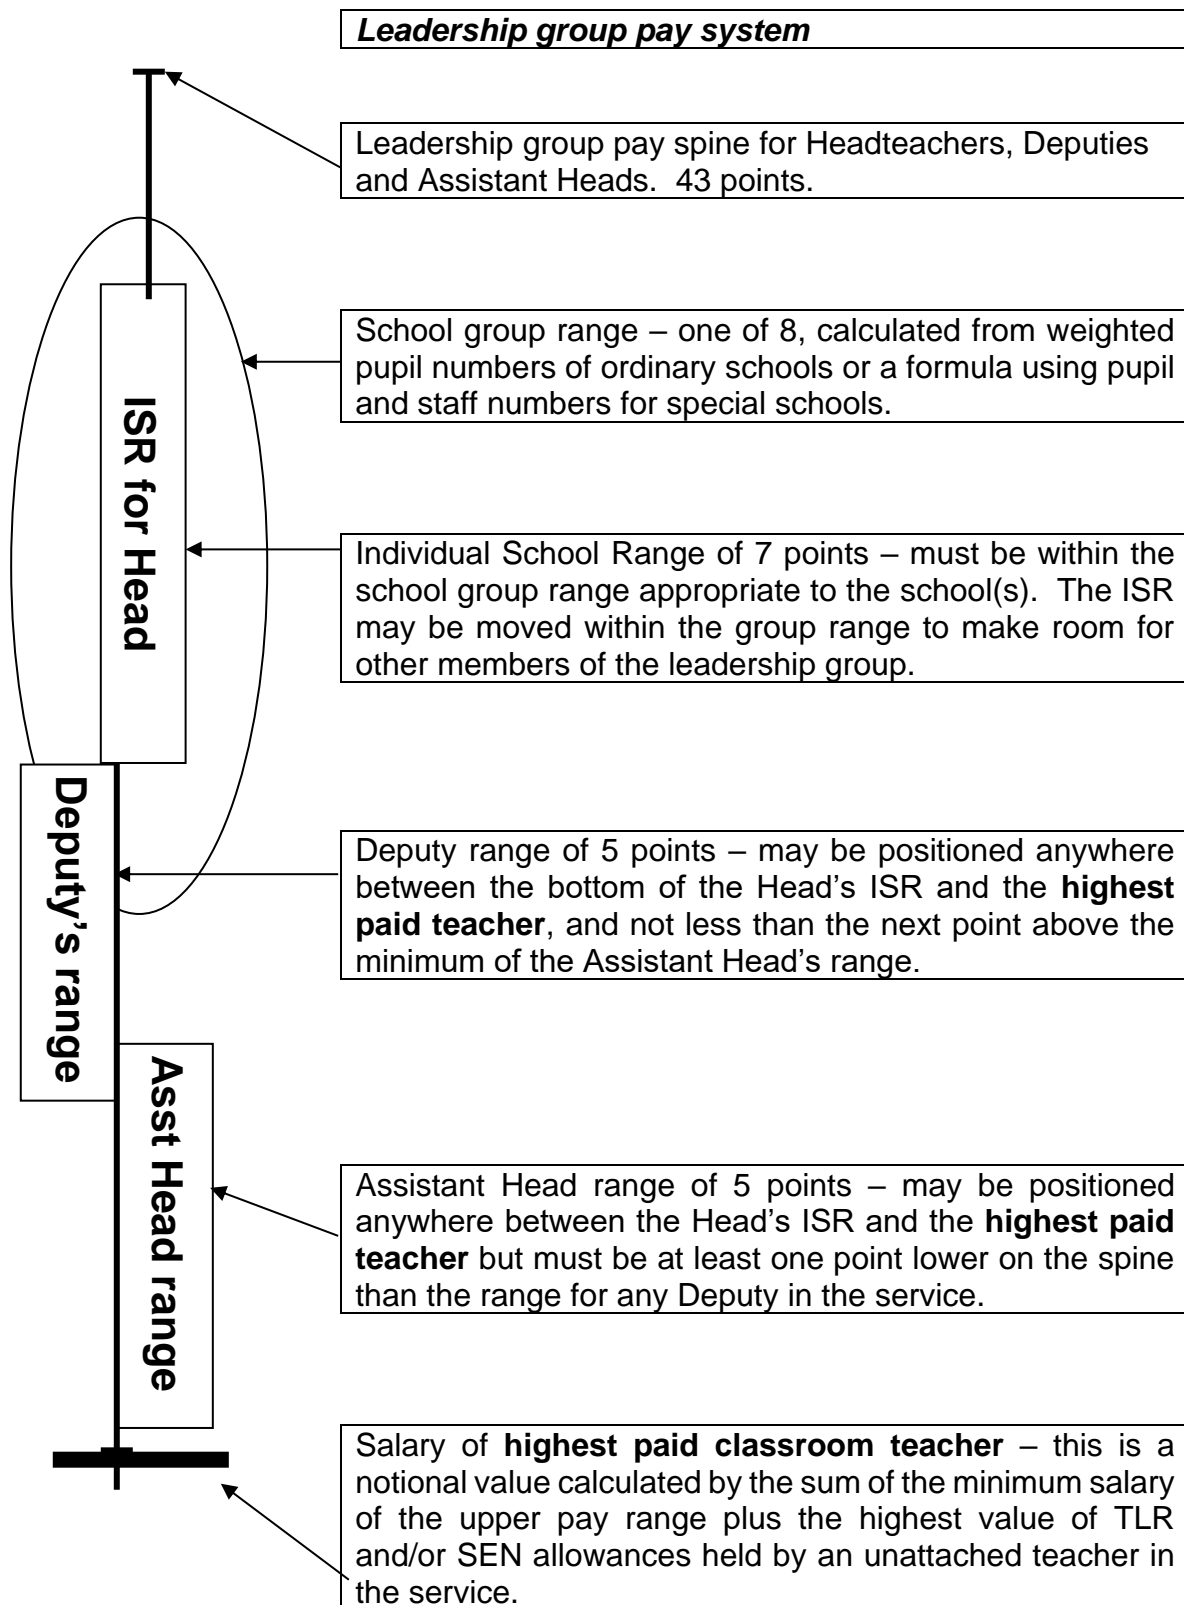 Leadership group pay system
Leadership group pay spine for Headteachers, Deputies
and Assistant Heads.  43 points.
School group range – one of 8, calculated from weighted
pupil numbers of ordinary schools or a formula using pupil
and staff numbers for special schools.
ISR for Head
Individual School Range of 7 points – must be within the
school group range appropriate to the school(s).  The ISR
may be moved within the group range to make room for
other members of the leadership group.
Deputy’s range
Deputy range of 5 points – may be positioned anywhere
between the bottom of the Head’s ISR and the highest
paid teacher, and not less than the next point above the
minimum of the Assistant Head’s range.
Asst Head range
Assistant Head range of 5 points – may be positioned
anywhere between the Head’s ISR and the highest paid
teacher but must be at least one point lower on the spine
than the range for any Deputy in the service.
Salary of highest paid classroom teacher – this is a
notional value calculated by the sum of the minimum salary
of the upper pay range plus the highest value of TLR
and/or SEN allowances held by an unattached teacher in
the service.